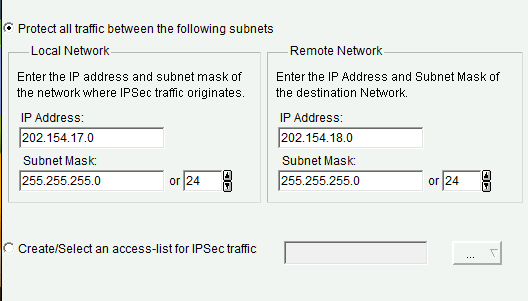 Protect all traffic between the following subnets
Local Network
Enter the IP address and subnet mask of
the network where IPSec traffic originates.
IP Address:
202.154.17.0
Subnet Mask:
255.255.255.0 or 24
Remote Network
Enter the IP Address and Subnet Mask of
the destination Network.
IP Address:
202.154.18.0
Subnet Mask:
255.255.255.0 or 24
Create/Select an access-list for IPSec traffic
...